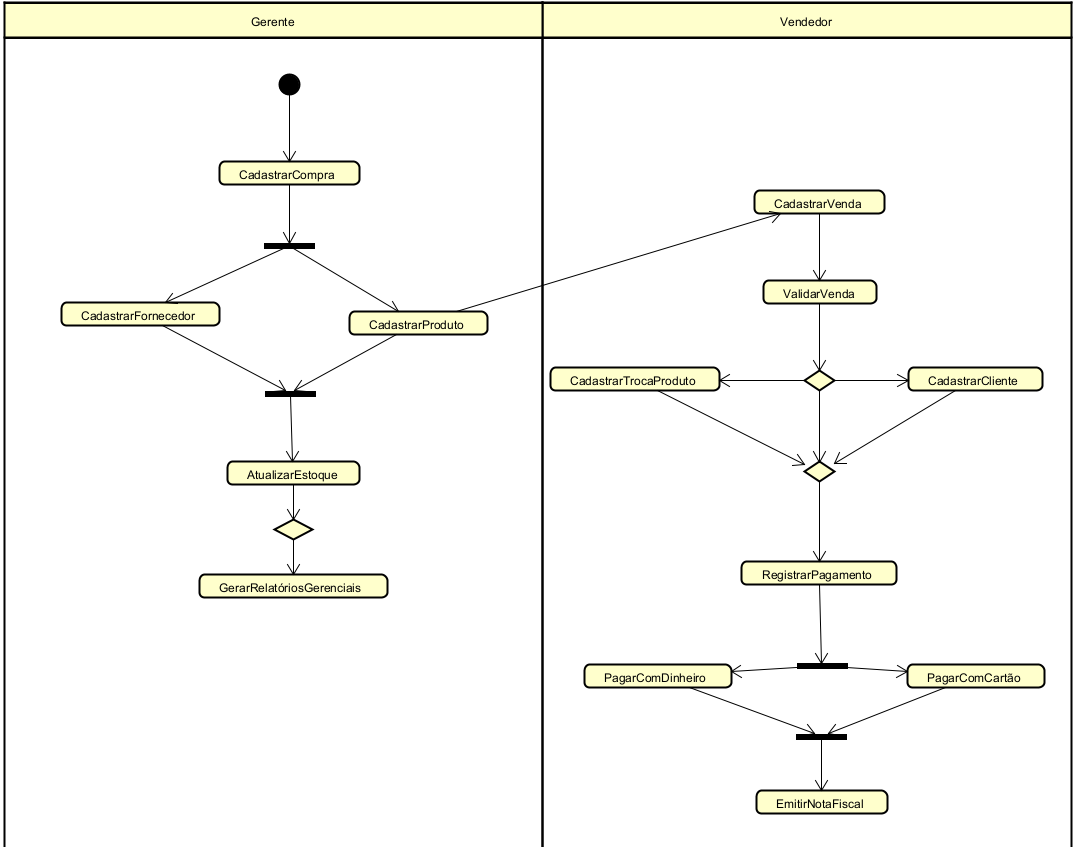 Gerente
Vendedor
CadastrarCompra
CadastrarVenda
ValidarVenda
CadastrarFornecedor
CadastrarProduto
CadastrarTrocaProduto
CadastrarCliente
AtualizarEstoque
GerarRelatóriosGerenciais
RegistrarPagamento
PagarComDinheiro
PagarComCartão
EmitirNotaFiscal